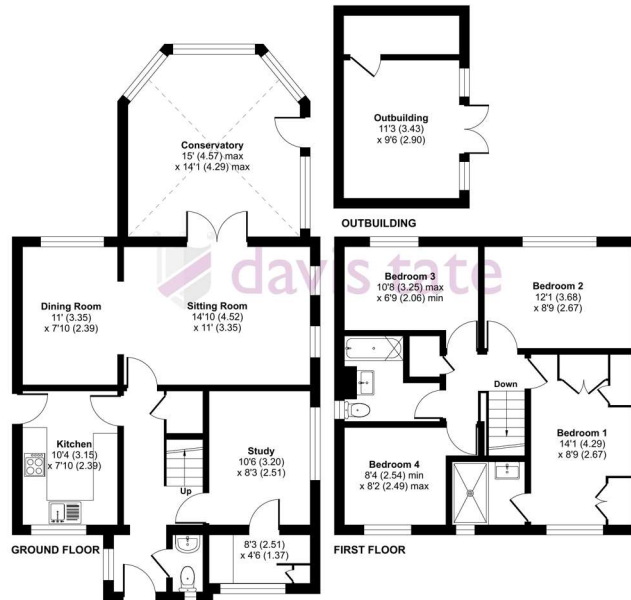 Conservatory
15' (4.57) max
x 14'1 (4.29) max
Outbuilding
11'3 (3.43)
x 9'6 (2.90)
OUTBUILDING
davis tate
Dining Room
11' (3.35)
x 7'10 (2.39)
Sitting Room
14'10 (4.52)
x 11' (3.35)
Bedroom 3
10'8 (3.25) max
x 6'9 (2.06) min
Bedroom 2
12'1 (3.68)
x 8'9 (2.67)
Kitchen
10'4 (3.15)
x 7'10 (2.39)
Up
Study
10'6 (3.20)
x 8'3 (2.51)
Down
Bedroom 1
14'1 (4.29)
x 8'9 (2.67)
Bedroom 4
8'4 (2.54) min
x 8'2 (2.49) max
8'3 (2.51)
x 4'6 (1.37)
GROUND FLOOR
FIRST FLOOR